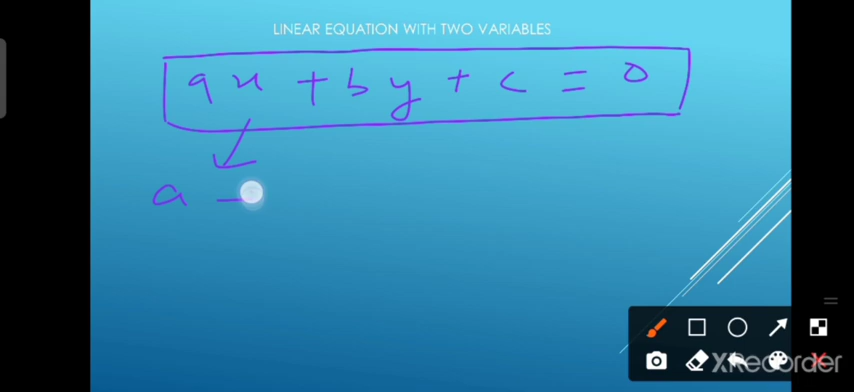 LINEAR EQUATION WITH TWO VARIABLES
ax + by + c = 0
a -
XRecorder